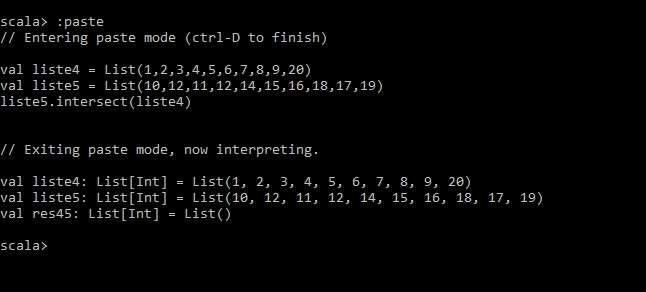 scala> :paste
// Entering paste mode (ctrl-D to finish)
val liste4 = List(1,2,3,4,5,6,7,8,9,20)
val liste5 = List(10,12,11,12,14,15,16,18,17,19)
liste5.intersect(liste4)
// Exiting paste mode, now interpreting.
val liste4: List[Int] = List(1, 2, 3, 4, 5, 6, 7, 8, 9, 20)
val liste5: List[Int] = List(10, 12, 11, 12, 14, 15, 16, 18, 17, 19)
val res45: List[Int] = List()
scala>